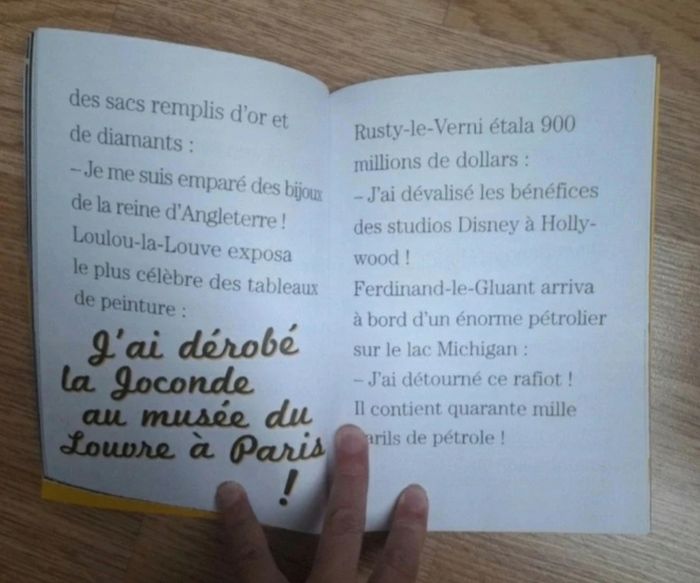 des sacs remplis d'or et
de diamants :
– Je me suis emparé des bijoux
de la reine d'Angleterre !
Loulou-la-Louve exposa
le plus célèbre des tableaux
de peinture :
J'ai dérobé
la Joconde
au musée du
Louvre à Paris
!
Rusty-le-Verni étala 900
millions de dollars :
– J'ai dévalisé les bénéfices
des studios Disney à Holly-
wood !
Ferdinand-le-Gluant arriva
à bord d'un énorme pétrolier
sur le lac Michigan :
– J'ai détourné ce rafiot !
Il contient quarante mille
arils de pétrole !